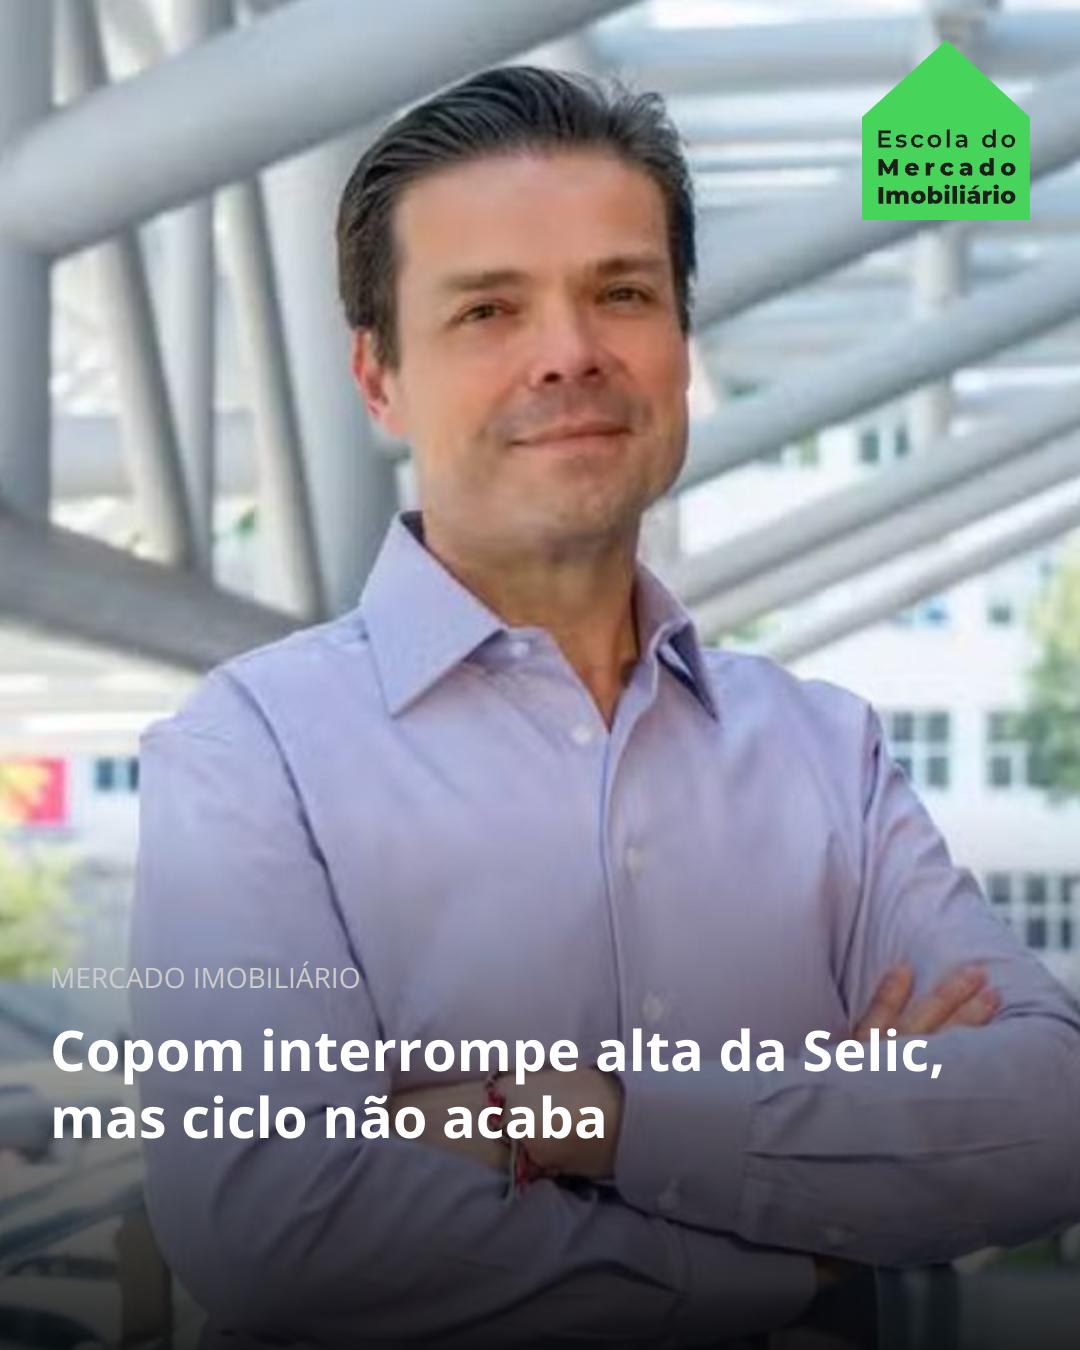 Escola do
Mercado
Imobiliário
MERCADO IMOBILIÁRIO
Copom interrompe alta da Selic,
mas ciclo não acaba